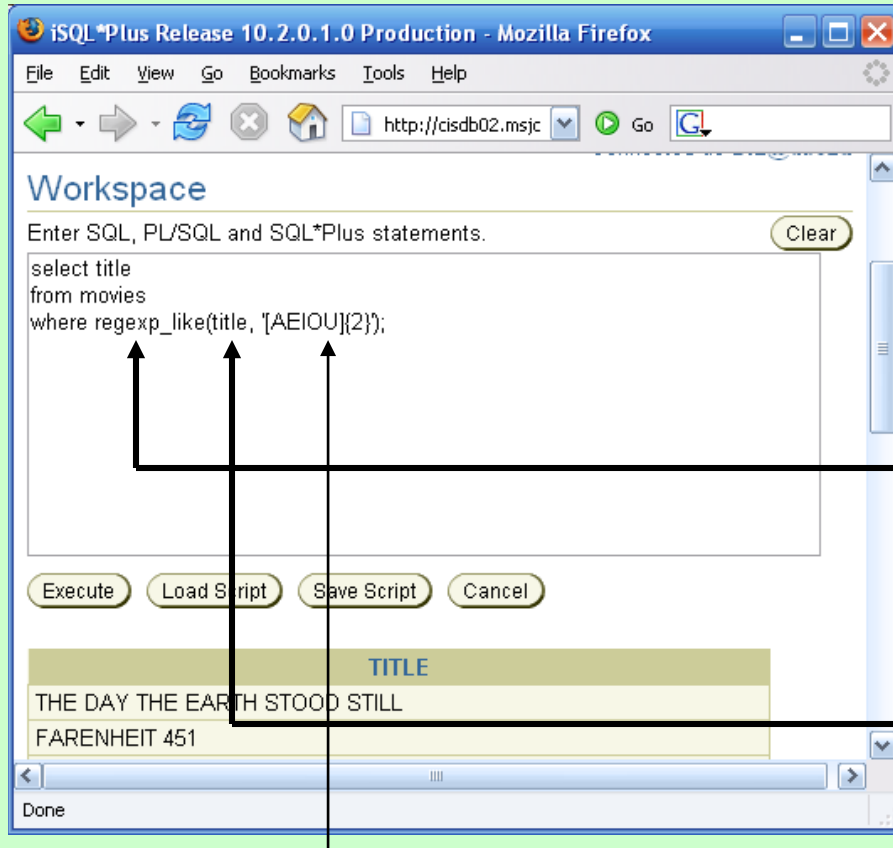 iSQL*Plus Release 10.2.0.1.0 Production - Mozilla Firefox
File Edit View Go Bookmarks Tools Help
http://cisdb02.msjc Go G
Workspace
Enter SQL, PL/SQL and SQL*Plus statements. Clear
select title
from movies
where regexp_like(title, '[AEIOU]{2}');
Execute Load Script Save Script Cancel
TITLE
THE DAY THE EARTH STOOD STILL
FARENHEIT 451
Done